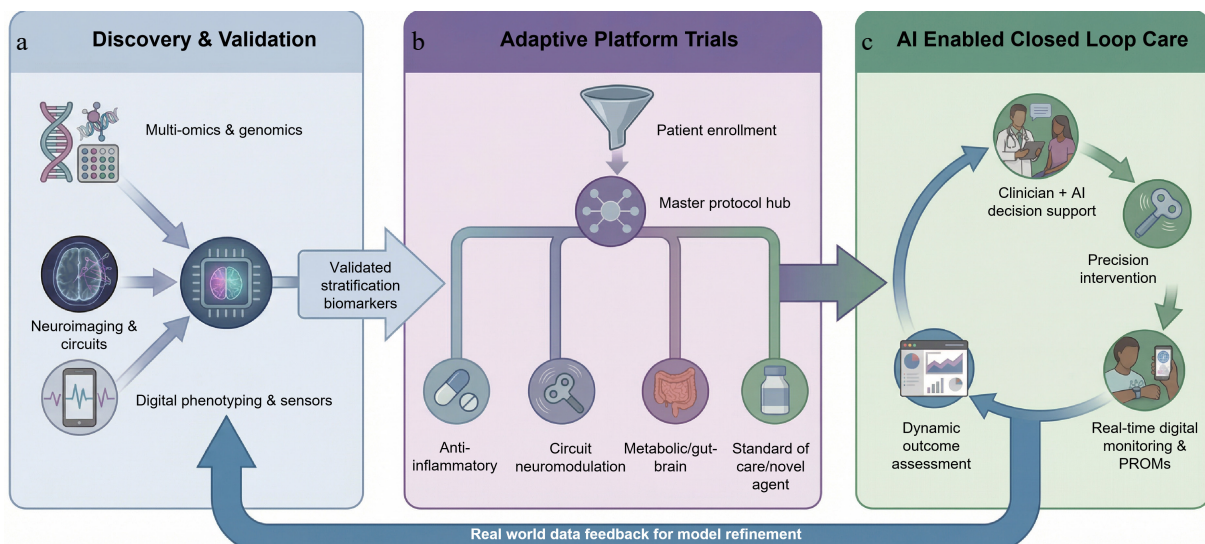 a
Discovery & Validation
Multi-omics & genomics
Neuroimaging &
circuits
Digital phenotyping & sensors
Validated
stratification
biomarkers
b
Adaptive Platform Trials
Patient enrollment
Master protocol hub
Anti-
inflammatory
Circuit
neuromodulation
Metabolic/gut-
brain
Standard of
care/novel
agent
c
AI Enabled Closed Loop Care
Clinician + AI
decision support
Precision
intervention
Real-time digital
monitoring &
PROMs
Dynamic
outcome
assessment
Real world data feedback for model refinement